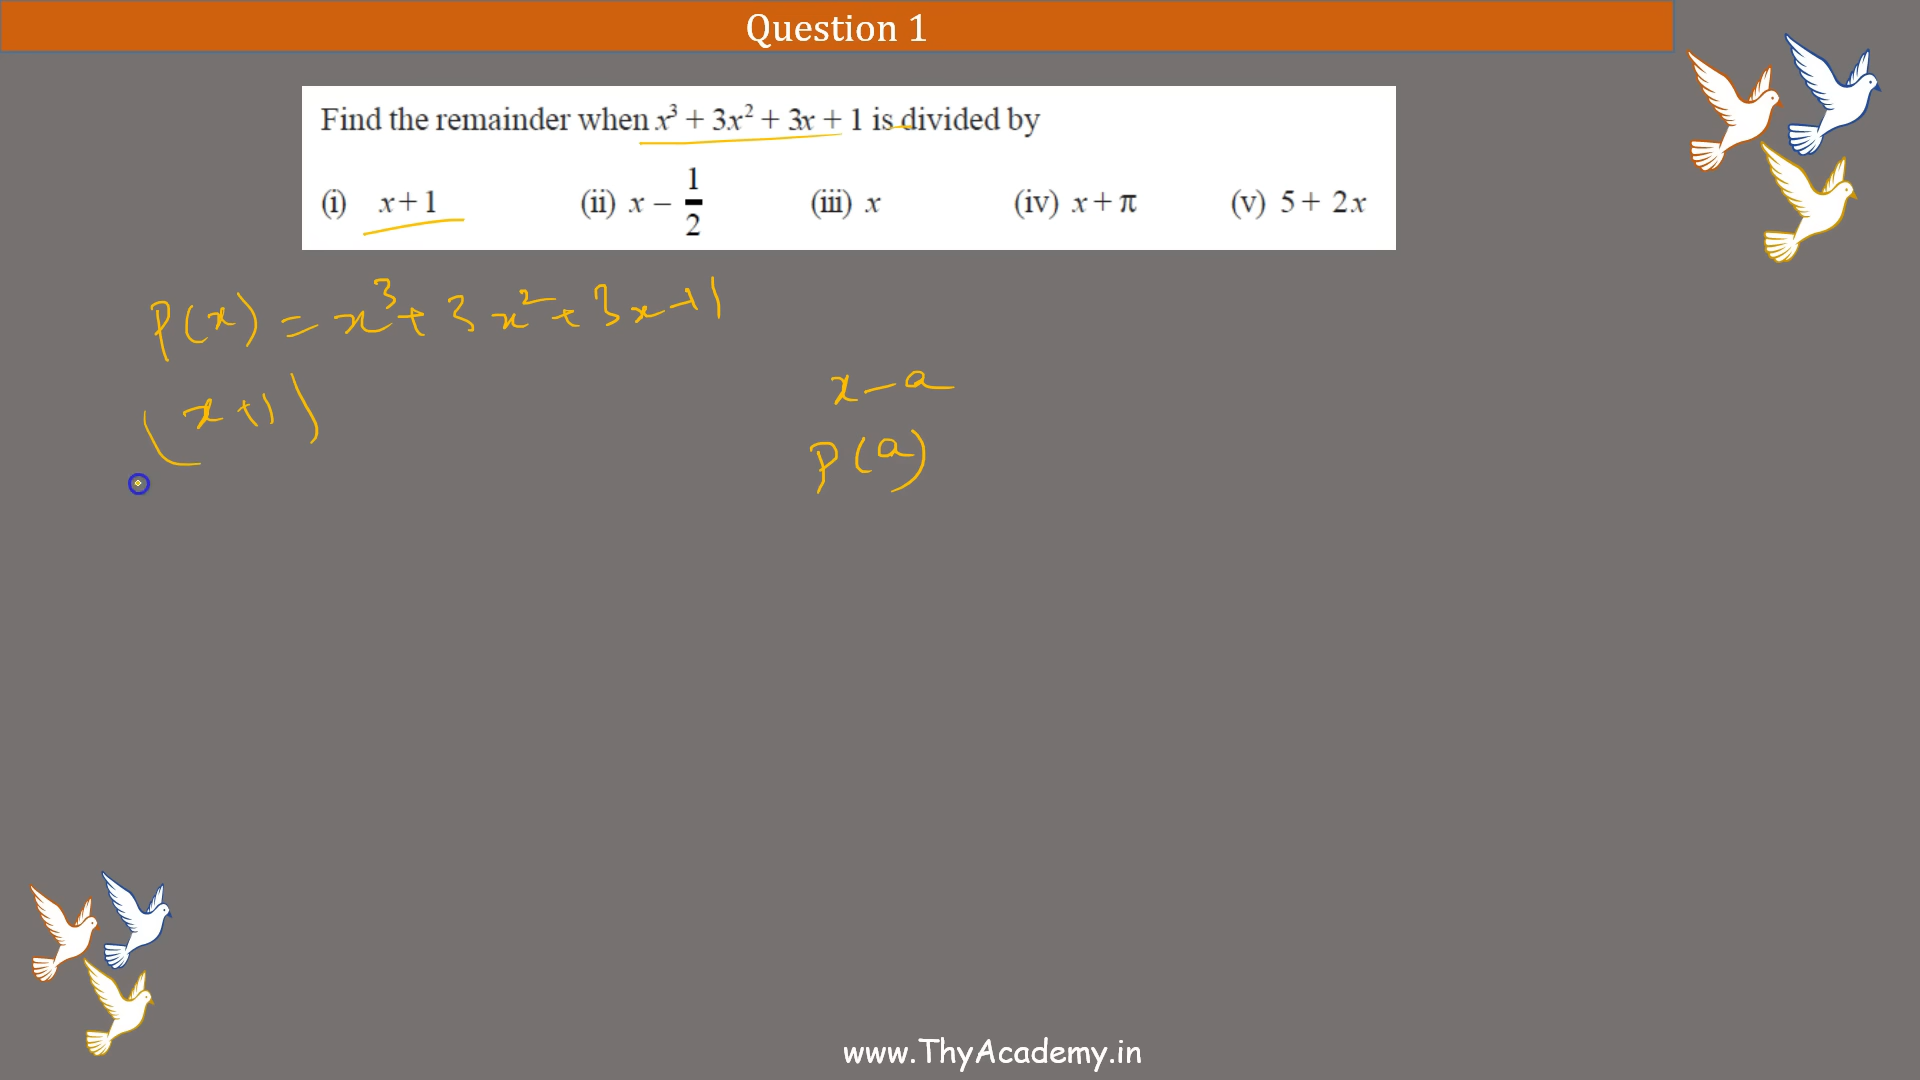 Question 1
Find the remainder when x³ + 3x² + 3x + 1 is divided by
(i) x + 1 (ii) x – 1/2 (iii) x (iv) x + π (v) 5 + 2x
P(x) = x³ + 3x² + 3x + 1
(x + 1)
x – a
P(a)
www.ThyAcademy.in